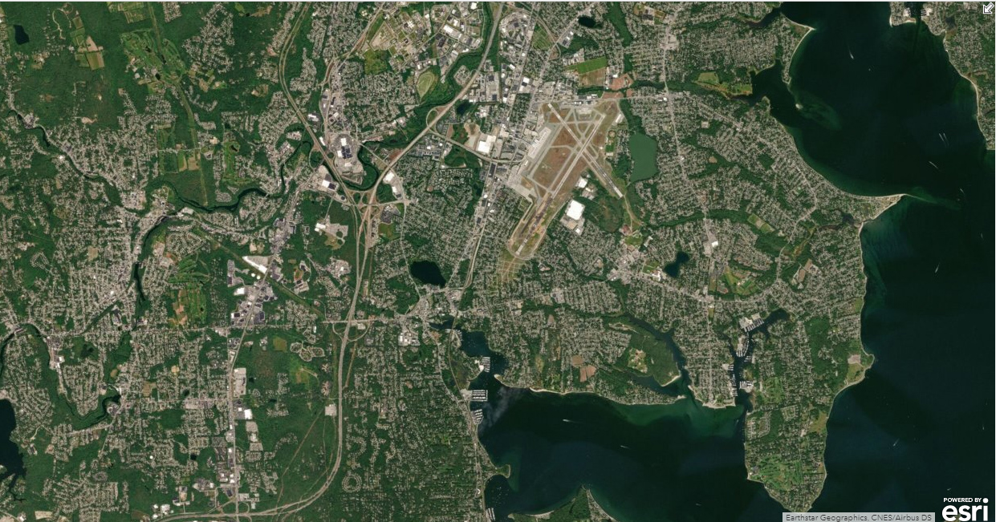 POWERED BY
esri
Earthstar Geographics, CNES/Airbus DS